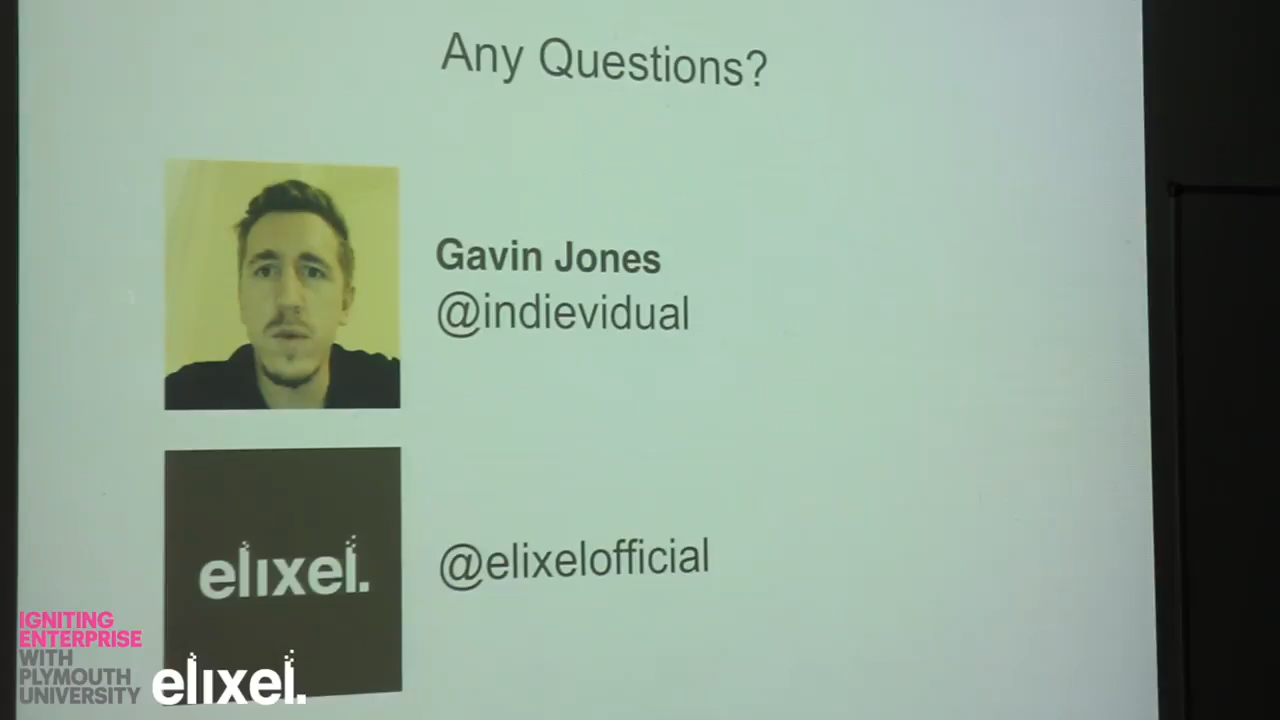 Any Questions?
Gavin Jones
@indievidual
elixel.
@elixelofficial
IGNITING
ENTERPRISE
WITH
PLYMOUTH
UNIVERSITY
elixel.